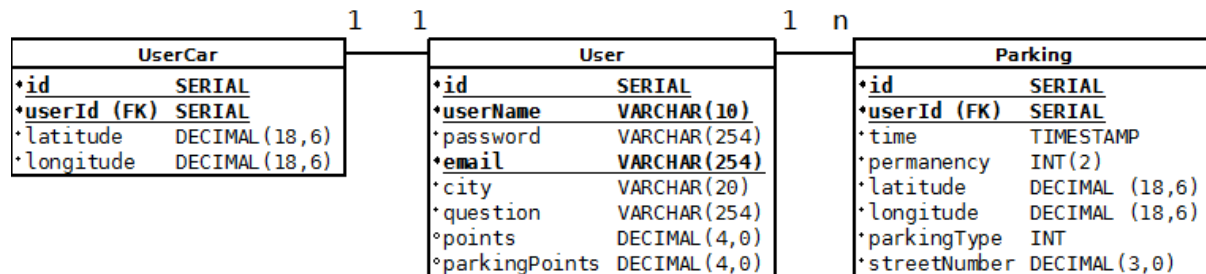 1 1 1 n
UserCar
id SERIAL
userId (FK) SERIAL
latitude DECIMAL(18,6)
longitude DECIMAL(18,6)
User
id SERIAL
userName VARCHAR(10)
password VARCHAR(254)
email VARCHAR(254)
city VARCHAR(20)
question VARCHAR(254)
points DECIMAL(4,0)
parkingPoints DECIMAL(4,0)
Parking
id SERIAL
userId (FK) SERIAL
time TIMESTAMP
permanency INT(2)
latitude DECIMAL (18,6)
longitude DECIMAL (18,6)
parkingType INT
streetNumber DECIMAL(3,0)